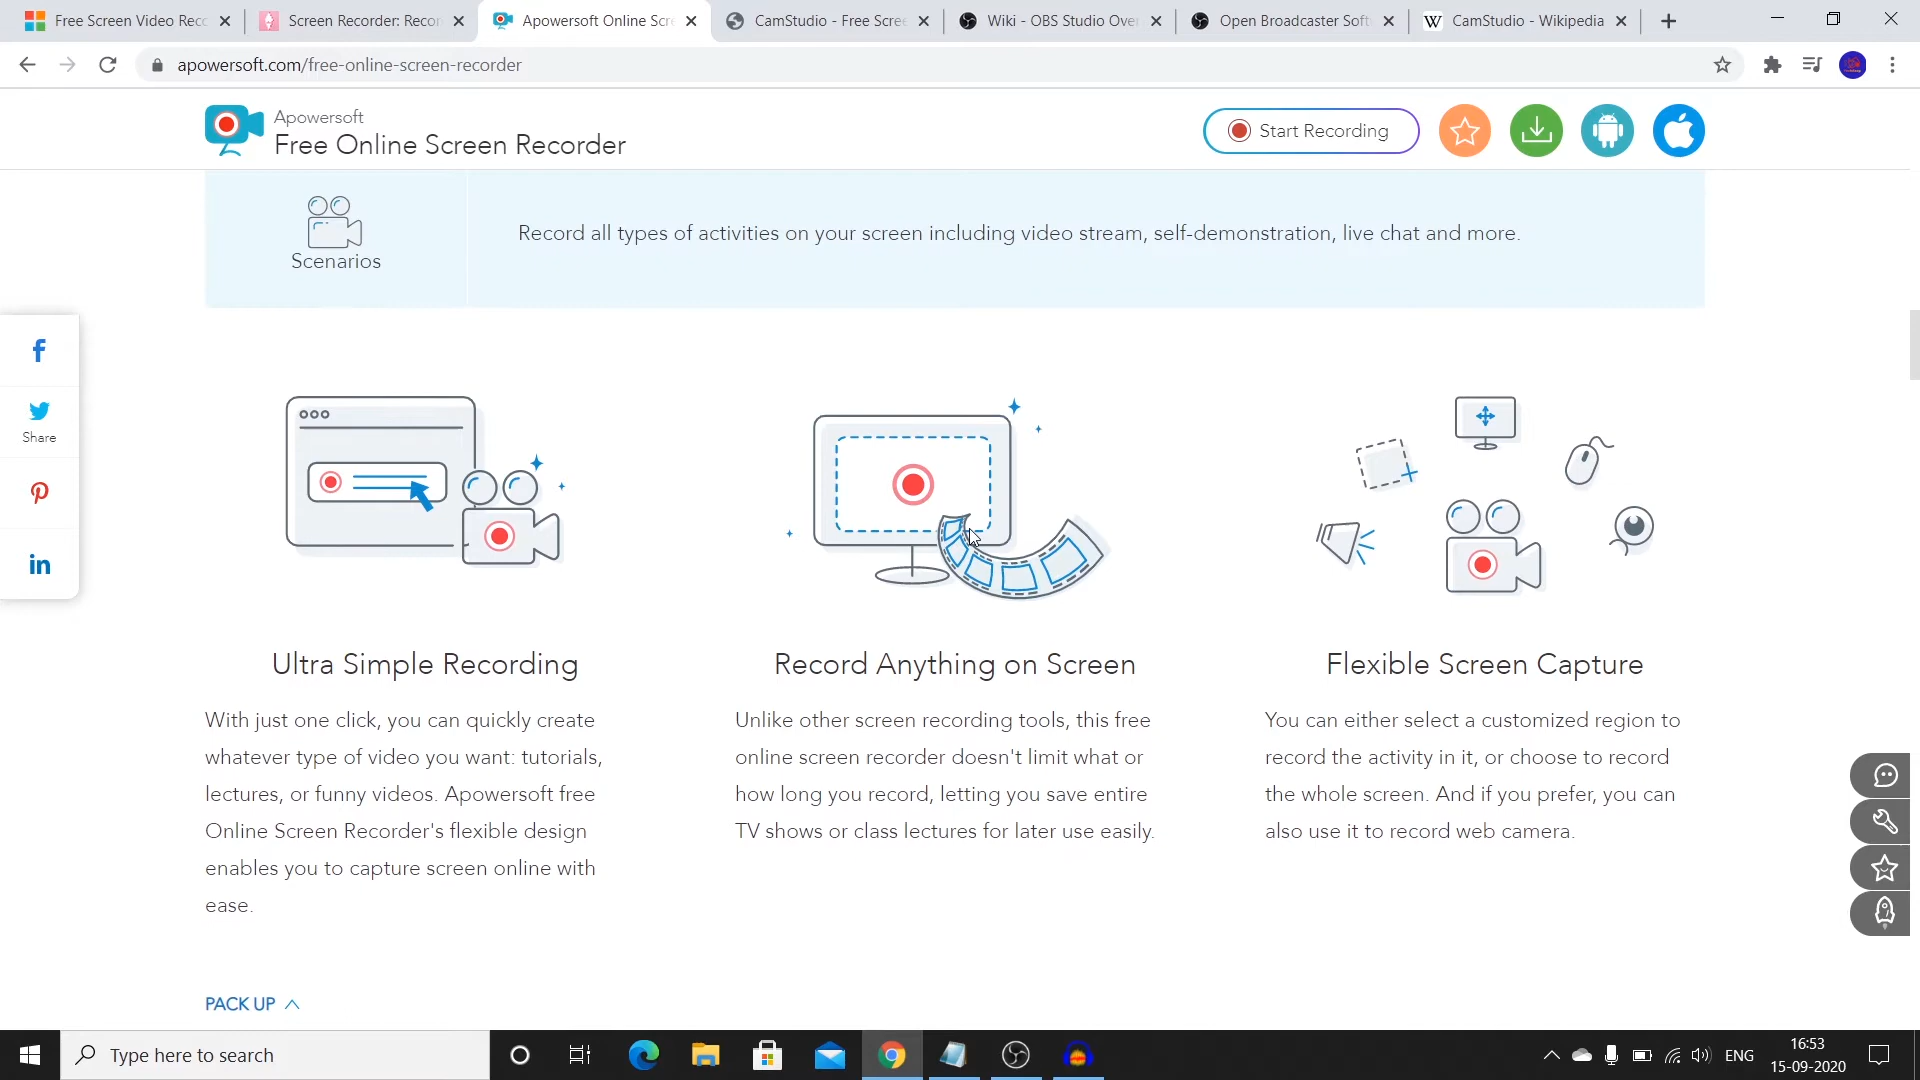 Free Screen Video Reco
Screen Recorder: Recor
Apowersoft Online Scre
CamStudio - Free Scree
Wiki - OBS Studio Over
Open Broadcaster Soft
CamStudio - Wikipedia
apowersoft.com/free-online-screen-recorder
Apowersoft
Free Online Screen Recorder
Start Recording
Scenarios
Record all types of activities on your screen including video stream, self-demonstration, live chat and more.
Share
Ultra Simple Recording
With just one click, you can quickly create
whatever type of video you want: tutorials,
lectures, or funny videos. Apowersoft free
Online Screen Recorder's flexible design
enables you to capture screen online with
ease.
Record Anything on Screen
Unlike other screen recording tools, this free
online screen recorder doesn't limit what or
how long you record, letting you save entire
TV shows or class lectures for later use easily.
Flexible Screen Capture
You can either select a customized region to
record the activity in it, or choose to record
the whole screen. And if you prefer, you can
also use it to record web camera.
PACK UP
Type here to search
ENG
16:53
15-09-2020